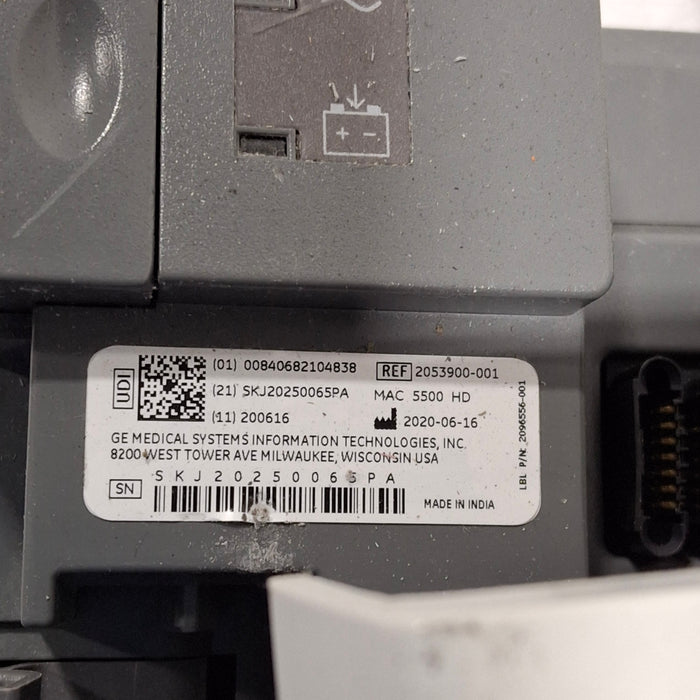 + -
UDI
(01) 00840682104838 REF 2053900-001
(21) SKJ20250065PA MAC 5500 HD
(11) 200616 2020-06-16
GE MEDICAL SYSTEMS INFORMATION TECHNOLOGIES, INC.
8200 WEST TOWER AVE MILWAUKEE, WISCONSIN USA
SKJ20250065PA
SN
MADE IN INDIA
LBL P/N: 2096556-001